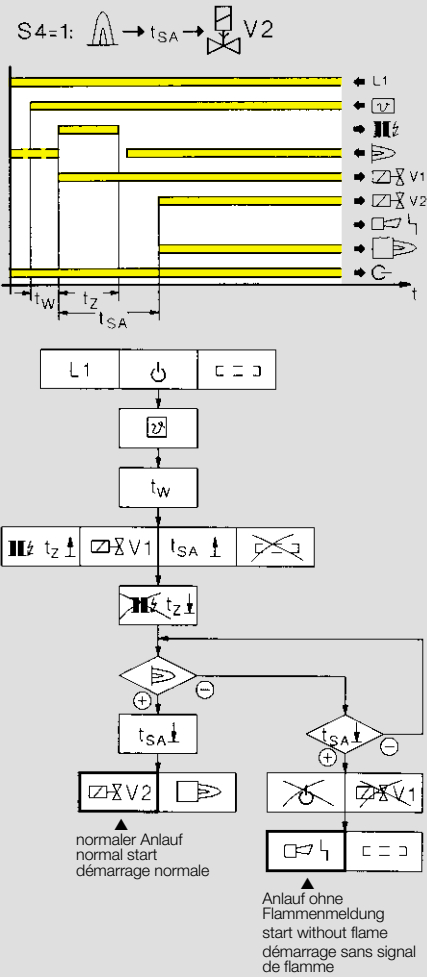 S4=1: tSA V2
L1
ϑ
V1
V2
tW tZ t
tSA
L1
ϑ
tW
tZ V1 tSA
tZ
+ −
tSA tSA
+ −
V2 V1
normaler Anlauf
normal start
démarrage normale
Anlauf ohne
Flammenmeldung
start without flame
démarrage sans signal
de flamme